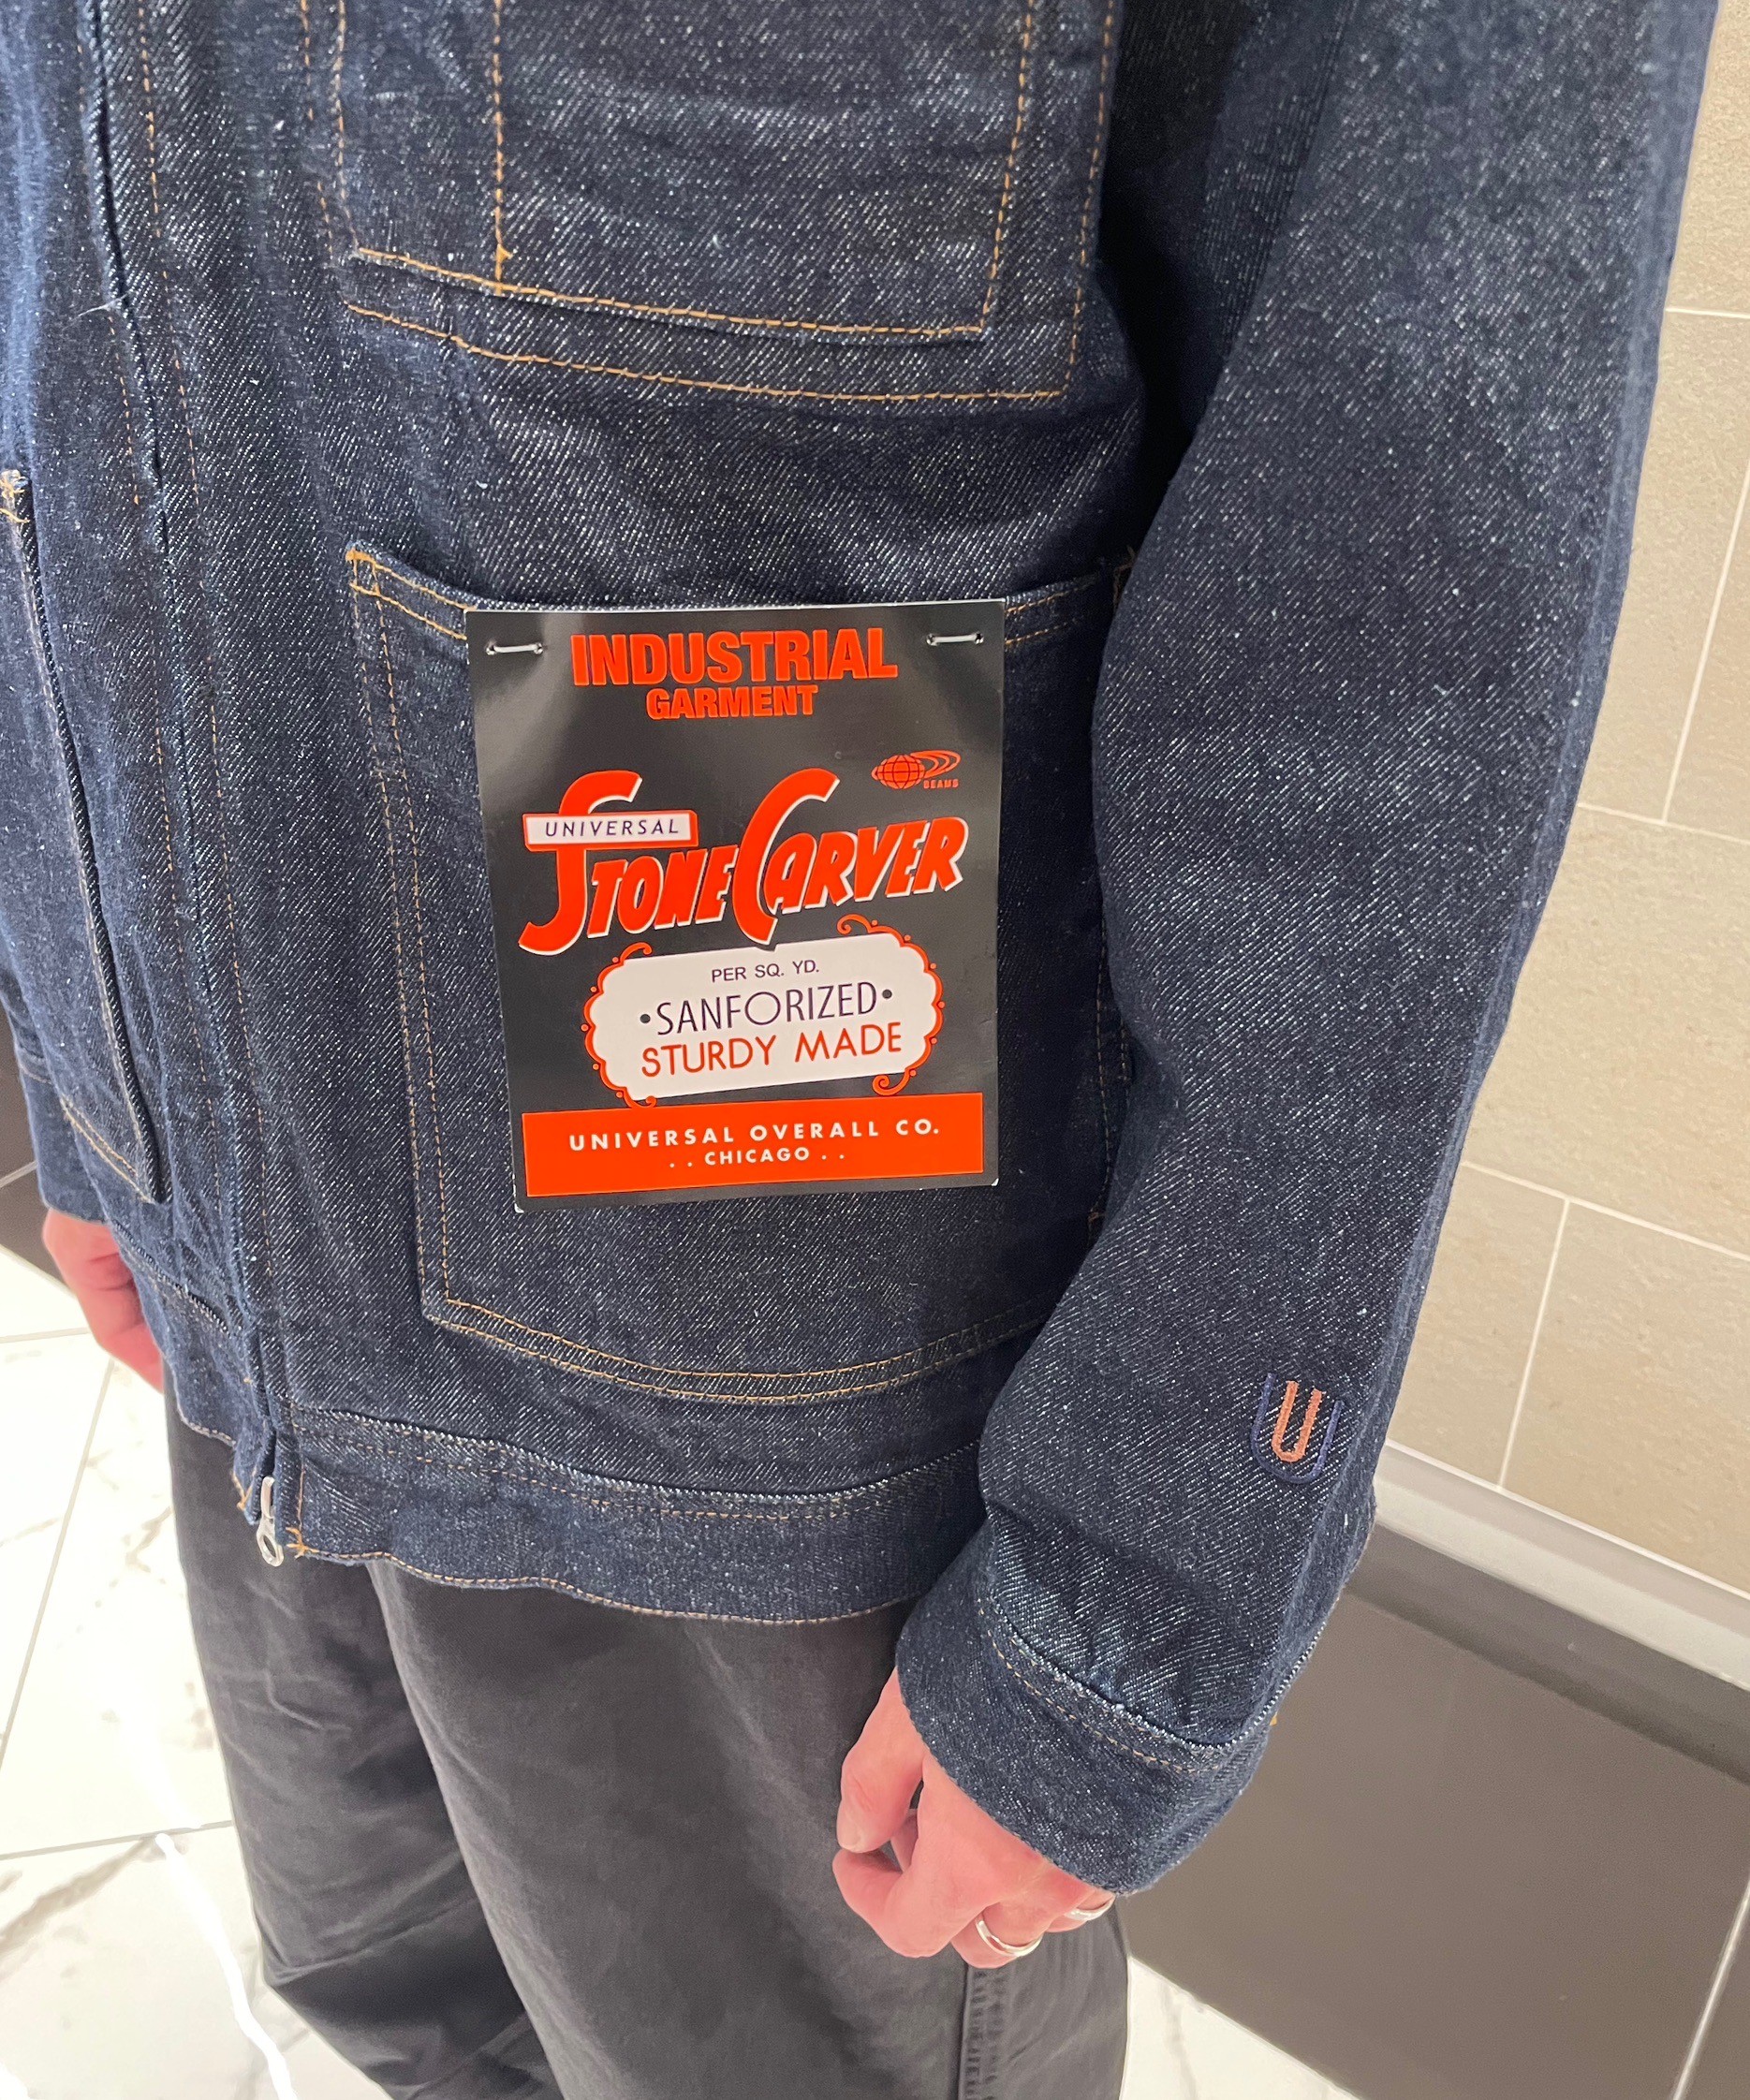 INDUSTRIAL
GARMENT
BEAMS
UNIVERSAL
STONE CARVER
PER SQ. YD.
•SANFORIZED•
STURDY MADE
UNIVERSAL OVERALL CO.
. . CHICAGO . .
U